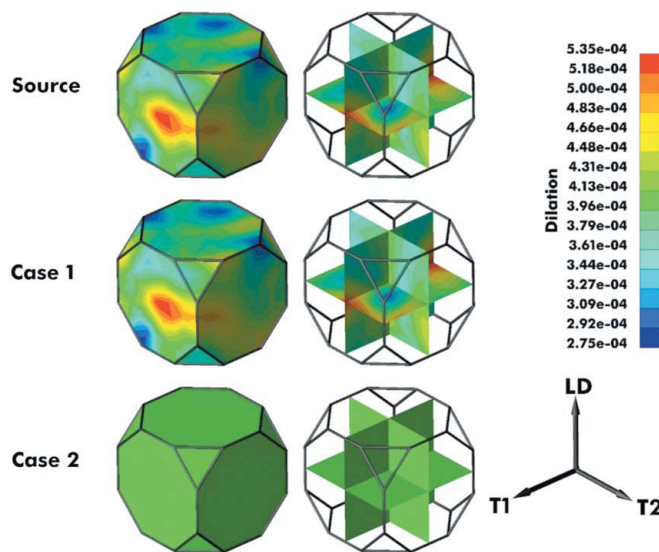 Source
Case 1
Case 2
Dilation
5.35e-04
5.18e-04
5.00e-04
4.83e-04
4.66e-04
4.48e-04
4.31e-04
4.13e-04
3.96e-04
3.79e-04
3.61e-04
3.44e-04
3.27e-04
3.09e-04
2.92e-04
2.75e-04
LD
T1
T2